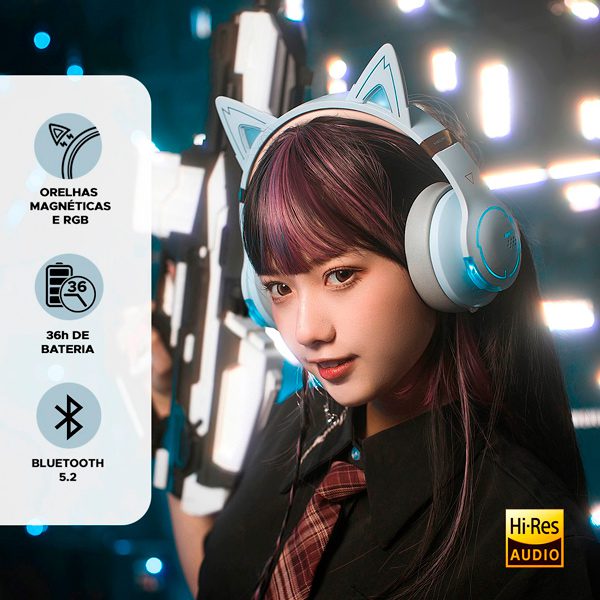 ORELHAS
MAGNÉTICAS
E RGB
36
36h DE
BATERIA
BLUETOOTH
5.2
Hi-Res
AUDIO